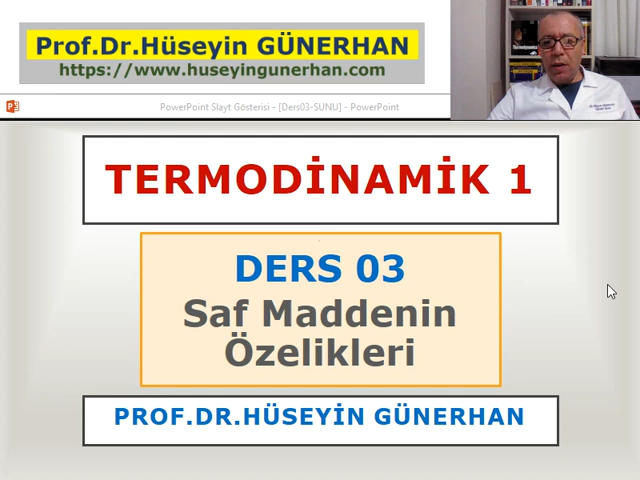 Prof.Dr.Hüseyin GÜNERHAN
https://www.huseyingunerhan.com
PowerPoint Slayt Gösterisi - [Ders03-SUNU] - PowerPoint
TERMODİNAMİK 1
DERS 03
Saf Maddenin
Özelikleri
PROF.DR.HÜSEYİN GÜNERHAN